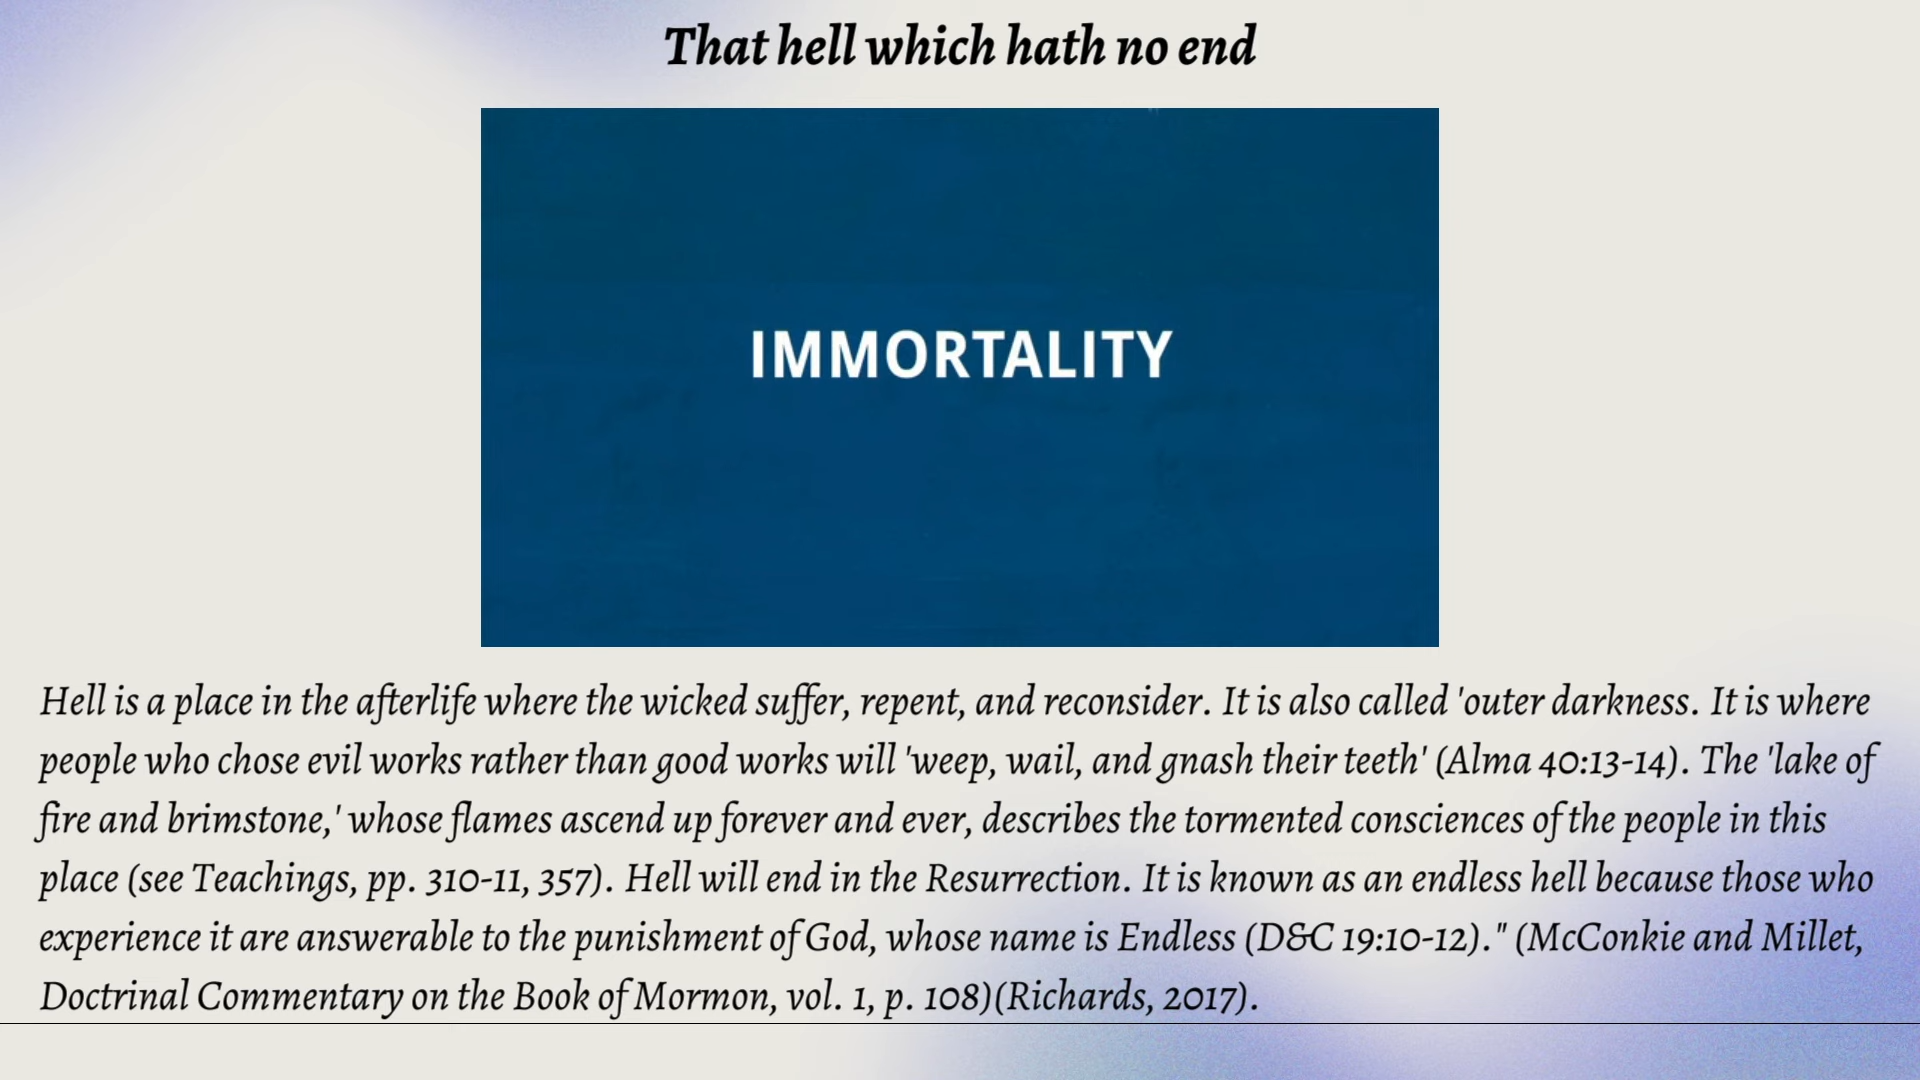 That hell which hath no end
IMMORTALITY
Hell is a place in the afterlife where the wicked suffer, repent, and reconsider. It is also called 'outer darkness. It is where
people who chose evil works rather than good works will 'weep, wail, and gnash their teeth' (Alma 40:13-14). The 'lake of
fire and brimstone,' whose flames ascend up forever and ever, describes the tormented consciences of the people in this
place (see Teachings, pp. 310-11, 357). Hell will end in the Resurrection. It is known as an endless hell because those who
experience it are answerable to the punishment of God, whose name is Endless (D&C 19:10-12)." (McConkie and Millet,
Doctrinal Commentary on the Book of Mormon, vol. 1, p. 108)(Richards, 2017).